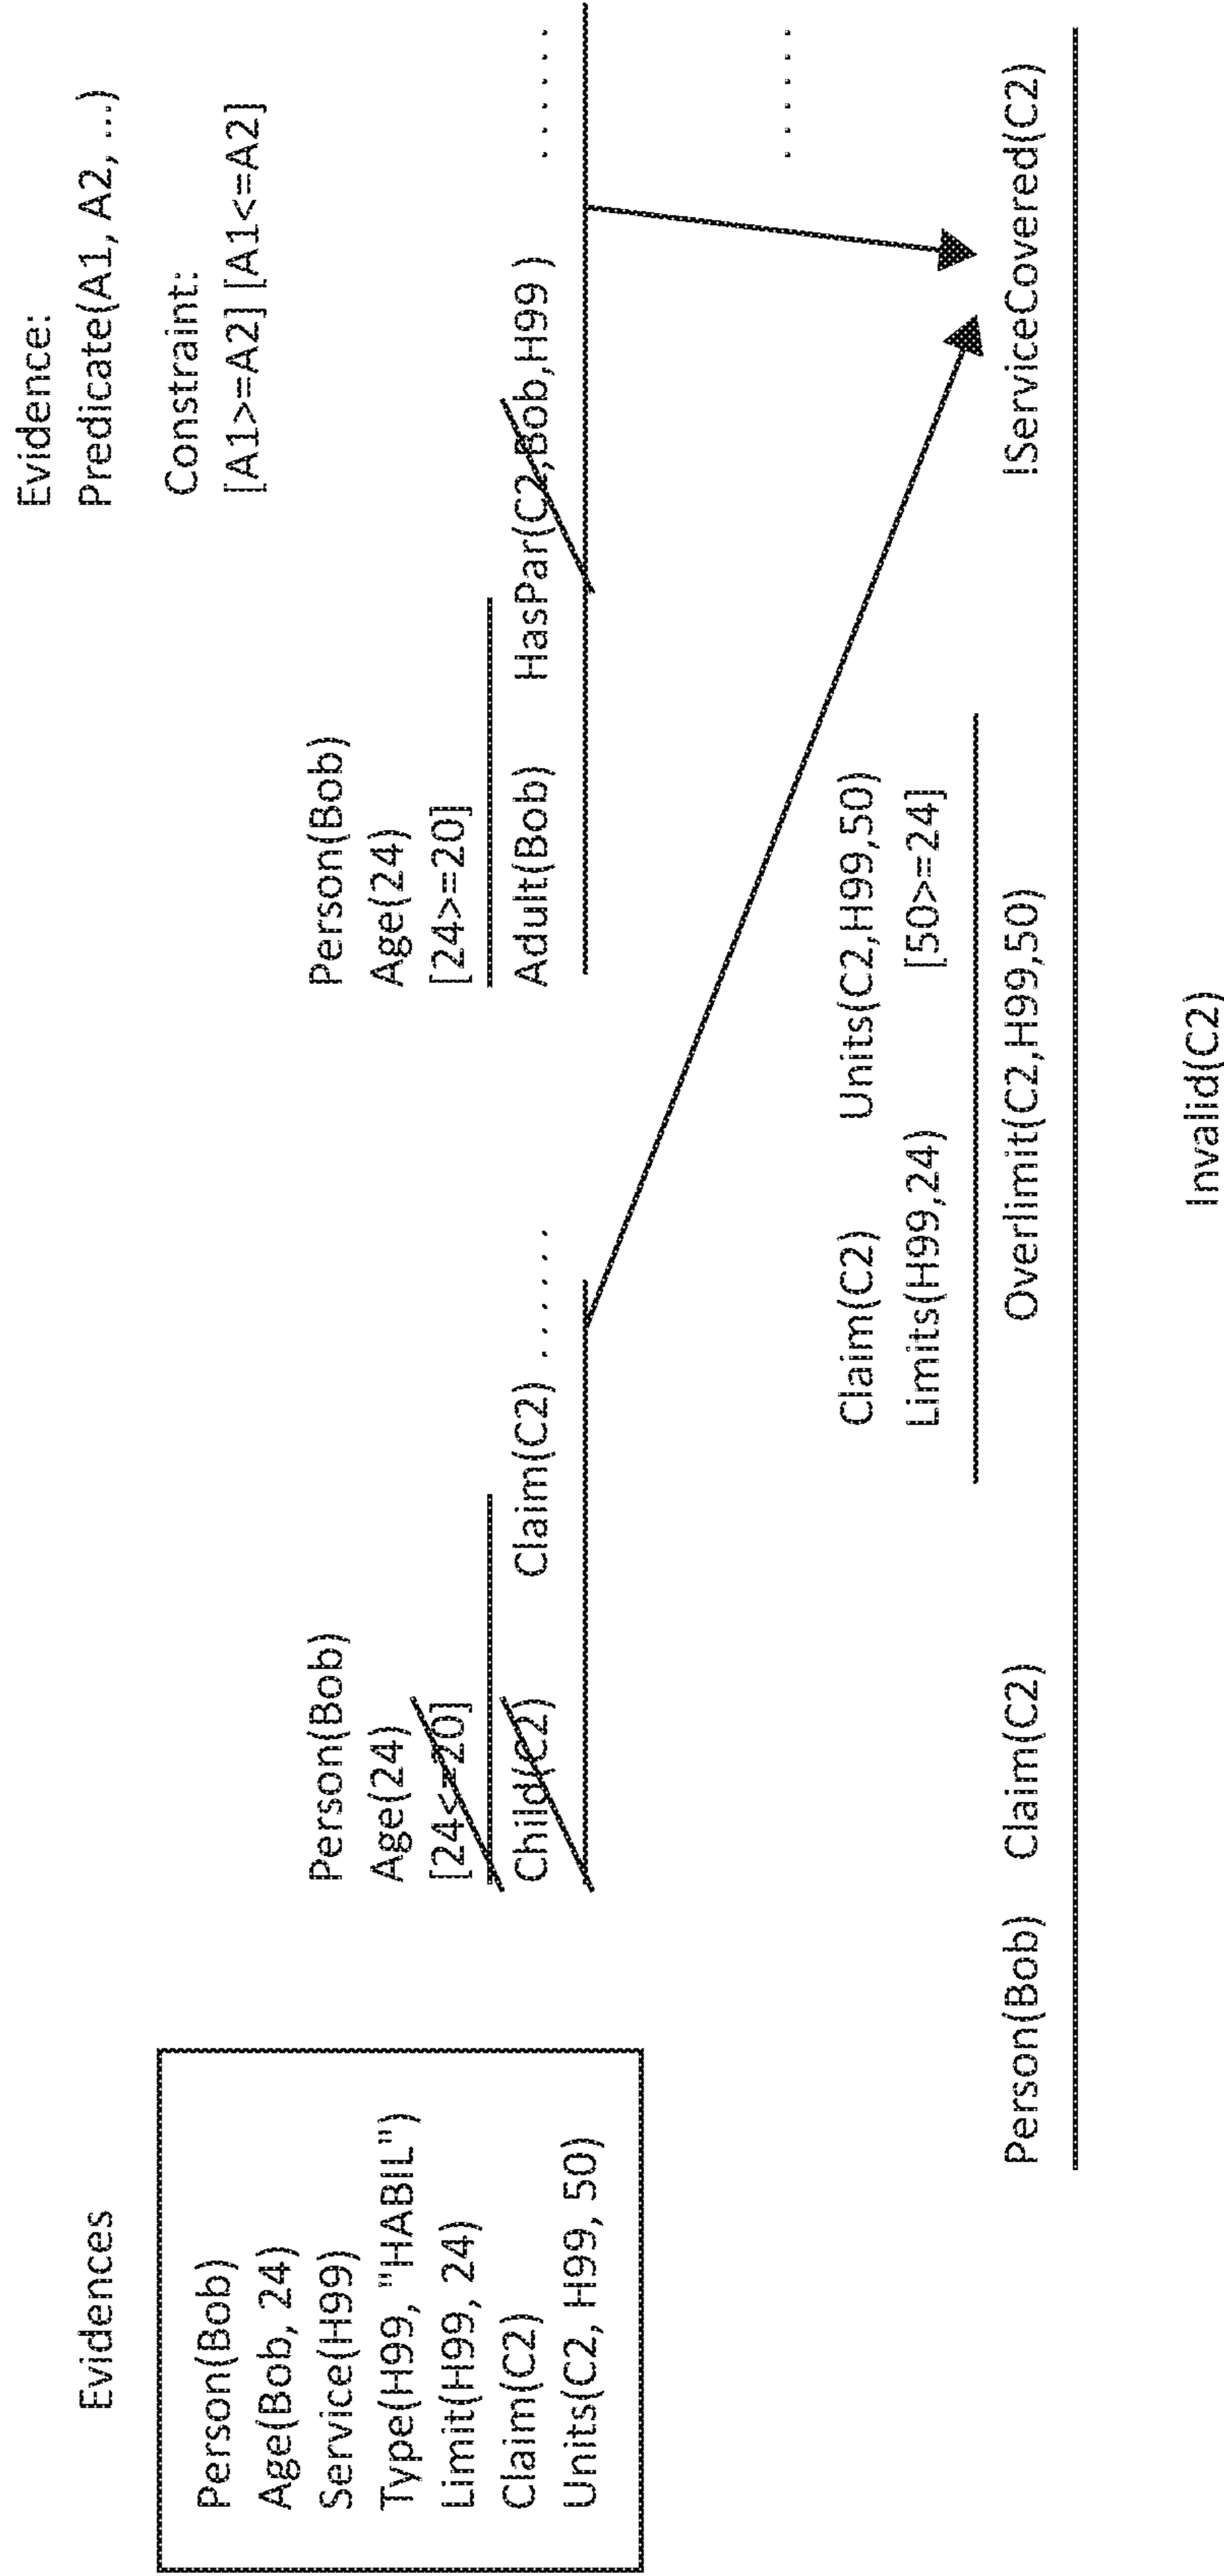 Evidences
Person(Bob)
Age(Bob, 24)
Service(H99)
Type(H99, "HABIL")
Limit(H99, 24)
Claim(C2)
Units(C2, H99, 50)
Evidence:
Predicate(A1, A2, ...)
Constraint:
[A1>=A2] [A1<=A2]
Person(Bob)
Age(24)
[24<=20]
Child(C2) Claim(C2) . . . . . .
Person(Bob)
Age(24)
[24>=20]
Adult(Bob) HasPar(C2,Bob,H99 ) . . . . . .
. . . . . .
Claim(C2) Units(C2,H99,50)
Limits(H99,24) [50>=24]
Person(Bob) Claim(C2) Overlimit(C2,H99,50) !ServiceCovered(C2)
Invalid(C2)